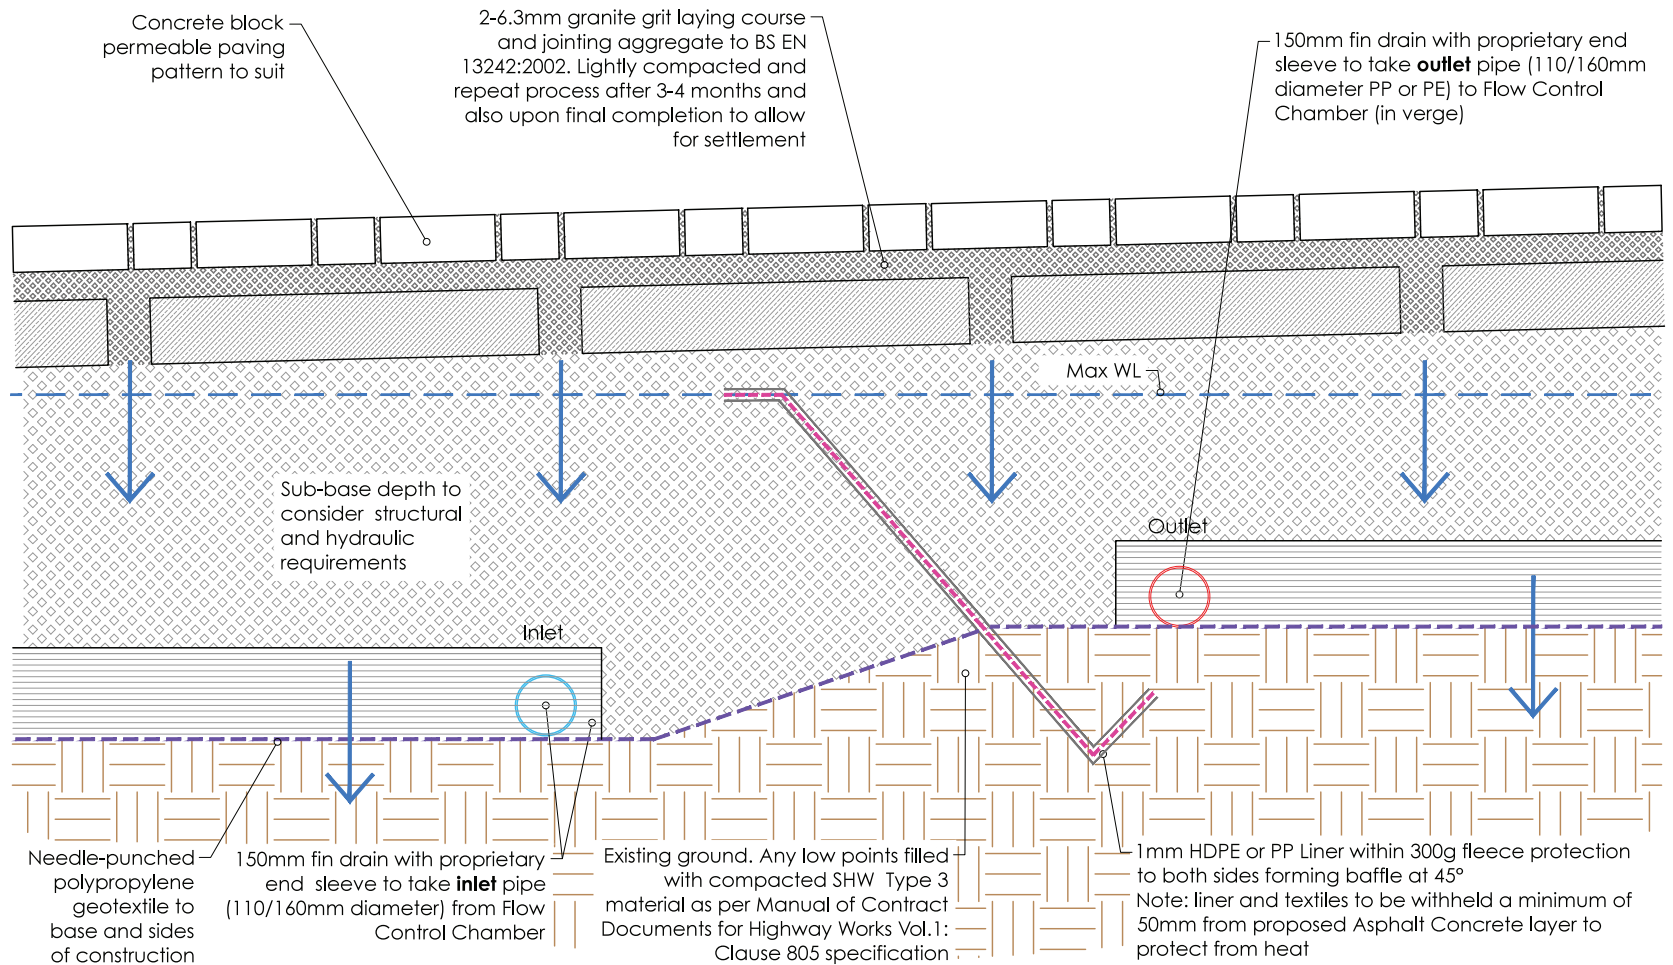 Concrete block
permeable paving
pattern to suit
2-6.3mm granite grit laying course
and jointing aggregate to BS EN
13242:2002. Lightly compacted and
repeat process after 3-4 months and
also upon final completion to allow
for settlement
150mm fin drain with proprietary end
sleeve to take outlet pipe (110/160mm
diameter PP or PE) to Flow Control
Chamber (in verge)
Max WL
Sub-base depth to
consider structural
and hydraulic
requirements
Outlet
Inlet
Needle-punched
polypropylene
geotextile to
base and sides
of construction
150mm fin drain with proprietary
end sleeve to take inlet pipe
(110/160mm diameter) from Flow
Control Chamber
Existing ground. Any low points filled
with compacted SHW Type 3
material as per Manual of Contract
Documents for Highway Works Vol.1:
Clause 805 specification
1mm HDPE or PP Liner within 300g fleece protection
to both sides forming baffle at 45°
Note: liner and textiles to be withheld a minimum of
50mm from proposed Asphalt Concrete layer to
protect from heat